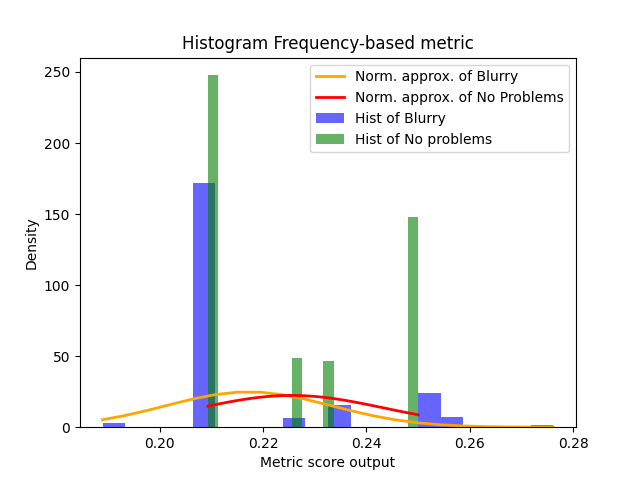 Histogram Frequency-based metric
Norm. approx. of Blurry
Norm. approx. of No Problems
Hist of Blurry
Hist of No problems
250
200
150
100
50
0
Density
0.20 0.22 0.24 0.26 0.28
Metric score output